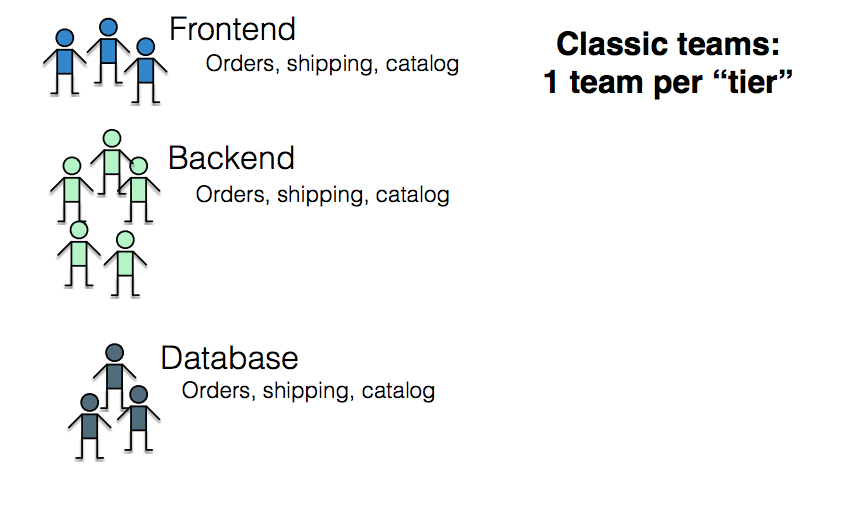 Frontend
Orders, shipping, catalog
Classic teams:
1 team per “tier”
Backend
Orders, shipping, catalog
Database
Orders, shipping, catalog